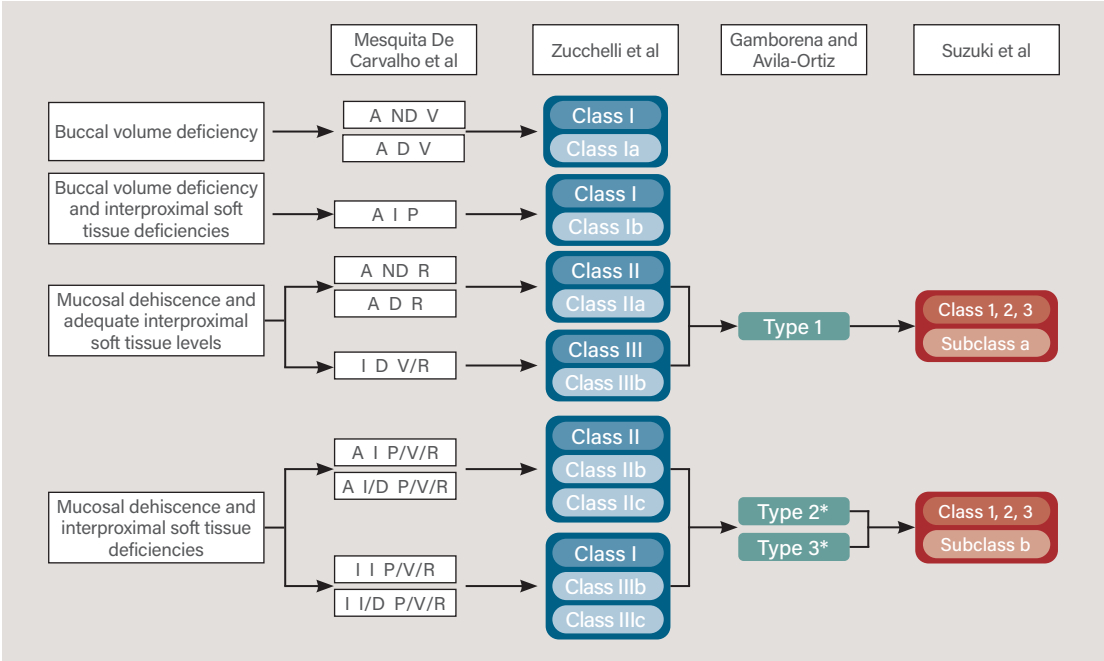 Mesquita De
Carvalho et al
Zucchelli et al
Gamborena and
Avila-Ortiz
Suzuki et al
Buccal volume deficiency
A ND V
A D V
Class I
Class Ia
Buccal volume deficiency
and interproximal soft
tissue deficiencies
A I P
Class I
Class Ib
Mucosal dehiscence and
adequate interproximal
soft tissue levels
A ND R
A D R
Class II
Class IIa
I D V/R
Class III
Class IIIb
Type 1
Class 1, 2, 3
Subclass a
Mucosal dehiscence and
interproximal soft tissue
deficiencies
A I P/V/R
A I/D P/V/R
Class II
Class IIb
Class IIc
I I P/V/R
I I/D P/V/R
Class I
Class IIIb
Class IIIc
Type 2*
Type 3*
Class 1, 2, 3
Subclass b